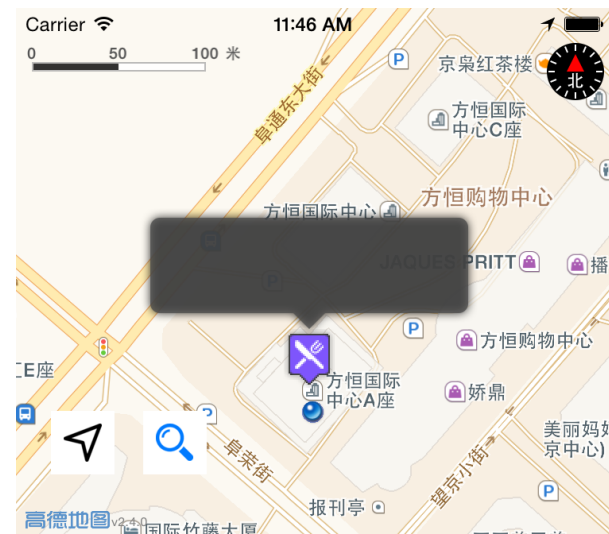 Carrier
11:46 AM
0 50 100 米
京枭红茶楼
北
方恒国际
中心C座
阜通东大街
方恒购物中心
方恒国际中心
JAQUES PRITT
播
方恒购物中心
E座
方恒国际
中心A座
娇鼎
阜荣街
望京小街
美丽妈妈
京中心)
报刊亭
高德地图 v2.4.0
国际竹藤大厦
P
P
P
P
P
P